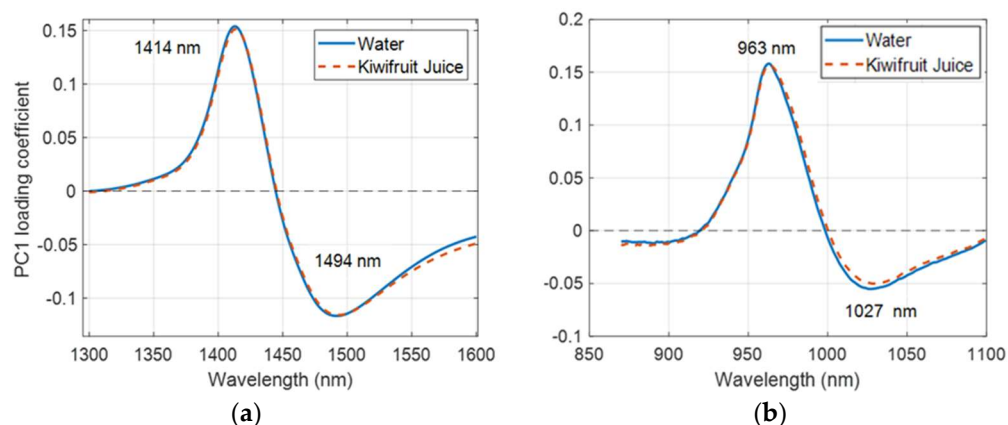 PC1 loading coefficient
0.15
0.1
0.05
0
-0.05
-0.1
1414 nm
1494 nm
Water
Kiwifruit Juice
1300 1350 1400 1450 1500 1550 1600
Wavelength (nm)
(a)
0.2
0.15
0.1
0.05
0
-0.05
-0.1
963 nm
1027 nm
Water
Kiwifruit Juice
850 900 950 1000 1050 1100
Wavelength (nm)
(b)